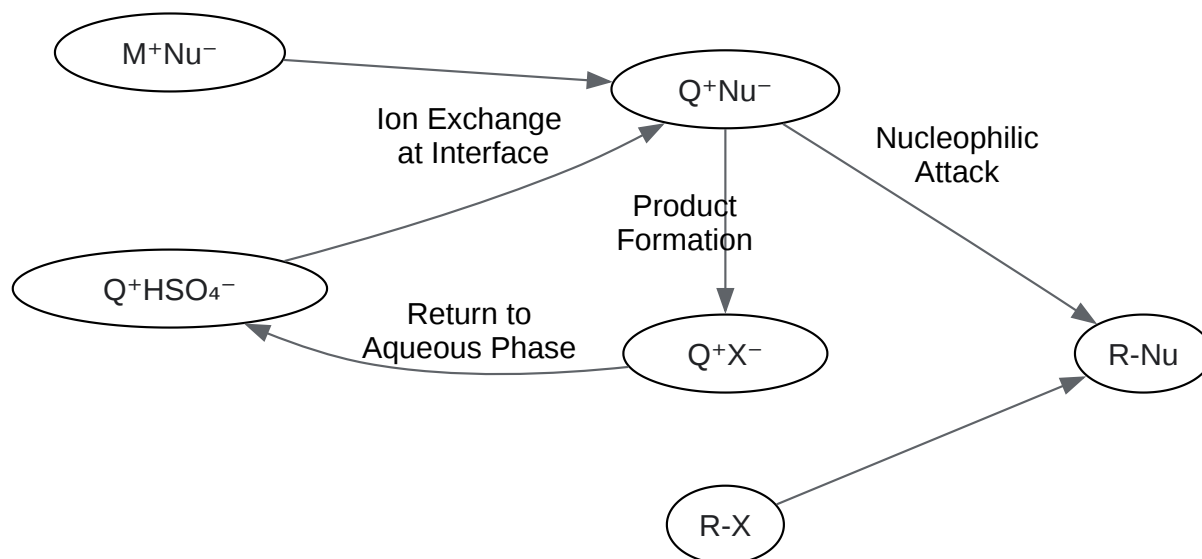 M⁺Nu⁻
Q⁺Nu⁻
Ion Exchange
at Interface
Nucleophilic
Attack
Product
Formation
Q⁺HSO₄⁻
Return to
Aqueous Phase
Q⁺X⁻
R-Nu
R-X